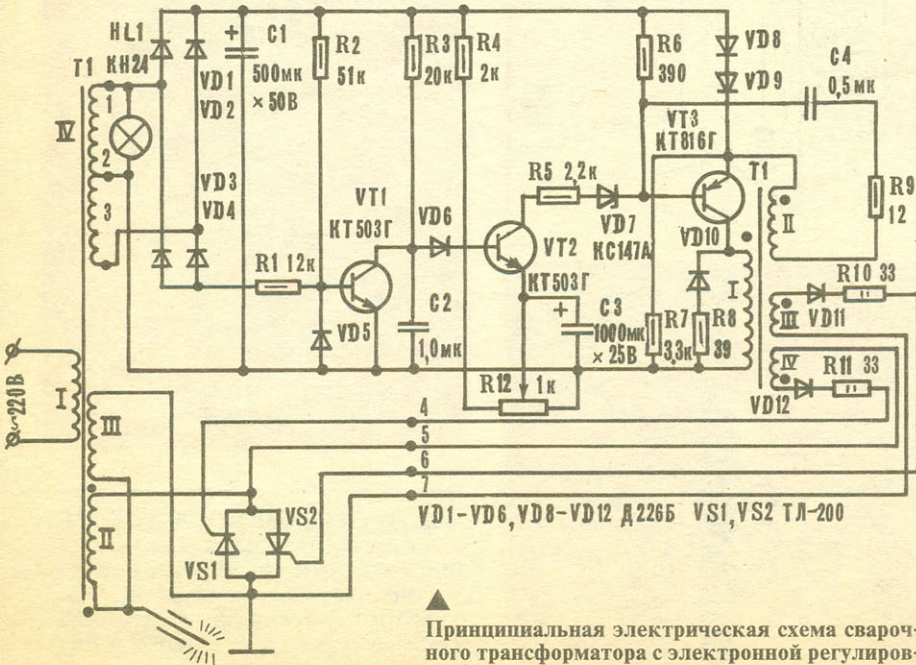 HL1
КН24
T1
IV
1
2
3
VD1
VD2
VD3
VD4
C1
500мк
×50В
R2
51к
R3
20к
R4
2к
R6
390
VD8
VD9
C4
0,5мк
VT3
КТ816Г
R5 2,2к
VD7
КС147А
T1
R9
12
VT1
КТ503Г
VD6
VT2
КТ503Г
VD10
II
R1 12к
VD5
C2
1,0мк
C3
1000мк
×25В
R7
3,3к
R8
39
I
III
VD11
R10 33
IV
VD12
R11 33
R12 1к
∼220В
I
III
II
4
5
6
7
VS1
VS2
VD1-VD6, VD8-VD12 Д226Б VS1, VS2 ТЛ-200
Принципиальная электрическая схема свароч-
ного трансформатора с электронной регулиров-